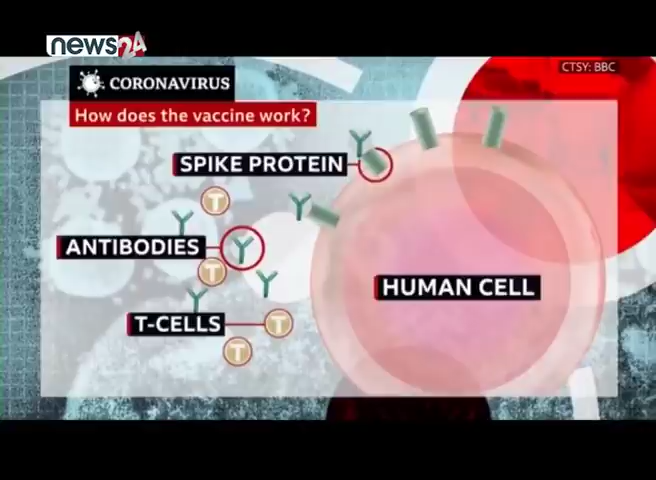 news24
CTSY: BBC
CORONAVIRUS
How does the vaccine work?
SPIKE PROTEIN
T
ANTIBODIES
T
HUMAN CELL
T-CELLS
T
T